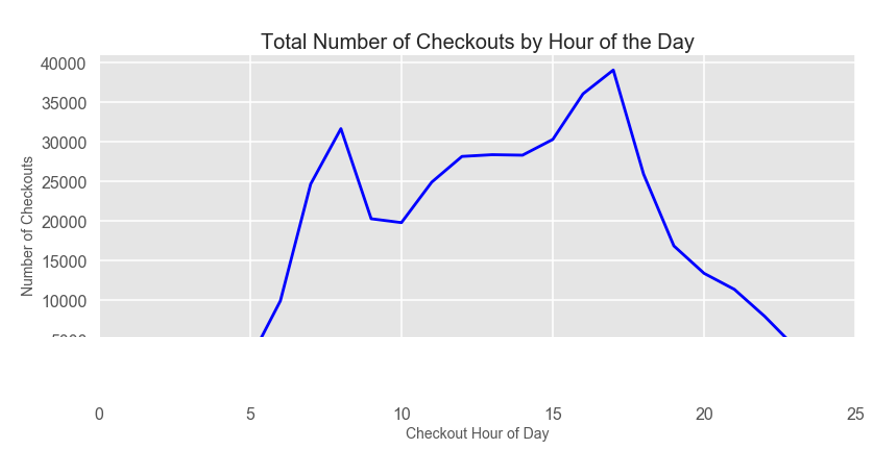 Total Number of Checkouts by Hour of the Day
40000
35000
30000
25000
20000
15000
10000
Number of Checkouts
0 5 10 15 20 25
Checkout Hour of Day